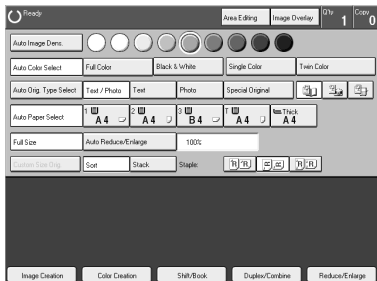 Ready Area Editing Image Overlay Q'ty 1 Copy 0
Auto Image Dens.
Auto Color Select Full Color Black & White Single Color Twin Color
Auto Orig. Type Select Text / Photo Text Photo Special Original
Auto Paper Select 1 A4 2 A4 3 B4 T A4 Thick A4
Full Size Auto Reduce/Enlarge 100%
Custom Size Orig. Sort Stack Staple:
Image Creation Color Creation Shift/Book Duplex/Combine Reduce/Enlarge